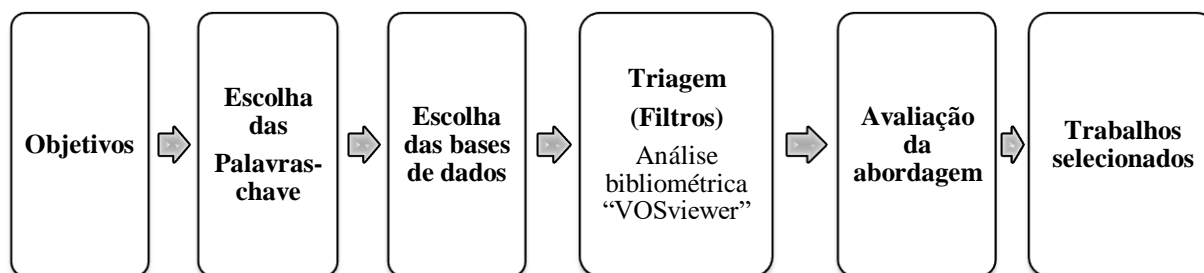 Objetivos
Escolha
das
Palavras-
chave
Escolha
das bases
de dados
Triagem
(Filtros)
Análise
bibliométrica
“VOSviewer”
Avaliação
da
abordagem
Trabalhos
selecionados